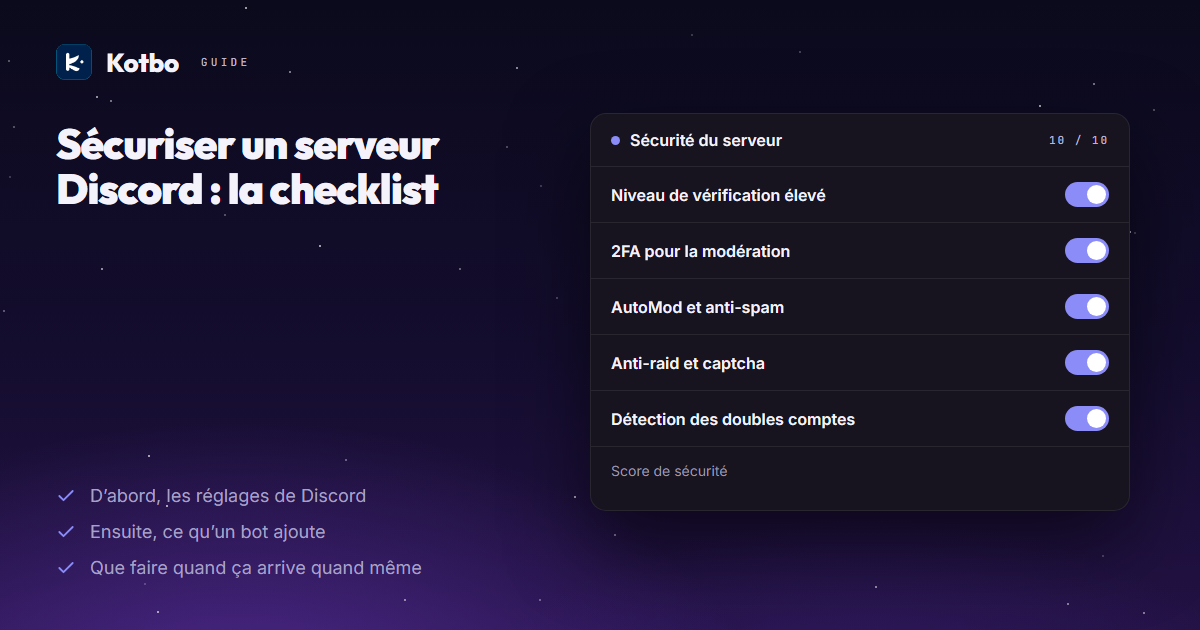 Kotbo GUIDE
Sécuriser un serveur
Discord : la checklist
D’abord, les réglages de Discord
Ensuite, ce qu’un bot ajoute
Que faire quand ça arrive quand même
Sécurité du serveur 10 / 10
Niveau de vérification élevé
2FA pour la modération
AutoMod et anti-spam
Anti-raid et captcha
Détection des doubles comptes
Score de sécurité